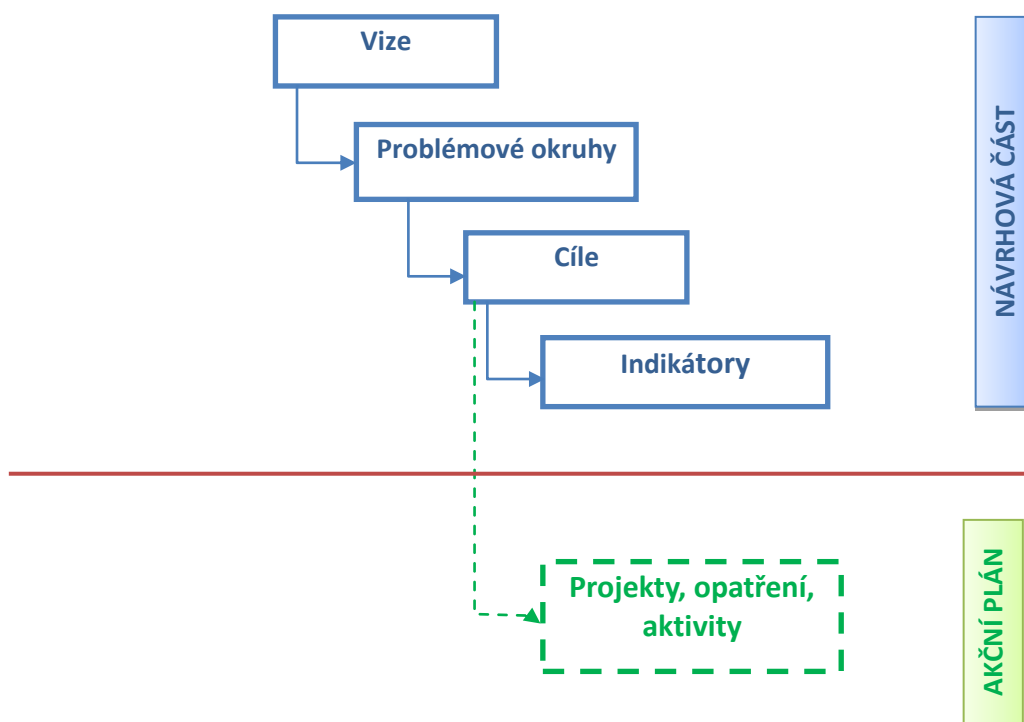 Vize
Problémové okruhy
Cíle
Indikátory
NÁVRHOVÁ ČÁST
Projekty, opatření,
aktivity
AKČNÍ PLÁN